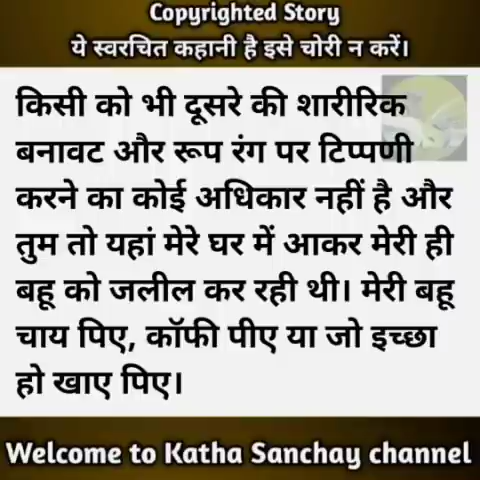 Copyrighted Story
ये स्वरचित कहानी है इसे चोरी न करें।
किसी को भी दूसरे की शारीरिक
बनावट और रूप रंग पर टिप्पणी
करने का कोई अधिकार नहीं है और
तुम तो यहां मेरे घर में आकर मेरी ही
बहू को जलील कर रही थी। मेरी बहू
चाय पिए, कॉफी पीए या जो इच्छा
हो खाए पिए।
Welcome to Katha Sanchay channel